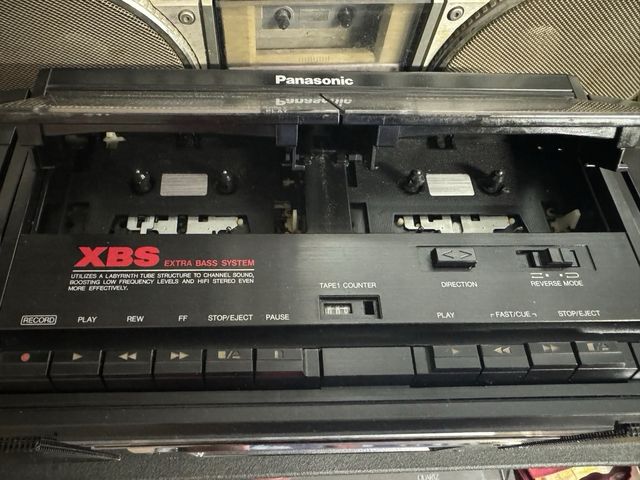 Panasonic
XBS EXTRA BASS SYSTEM
UTILIZES A LABYRINTH TUBE STRUCTURE TO CHANNEL SOUND,
BOOSTING LOW FREQUENCY LEVELS AND HIFI STEREO EVEN
MORE EFFECTIVELY.
DIRECTION
REVERSE MODE
TAPE1 COUNTER
RECORD PLAY REW FF STOP/EJECT PAUSE
PLAY FAST/CUE STOP/EJECT